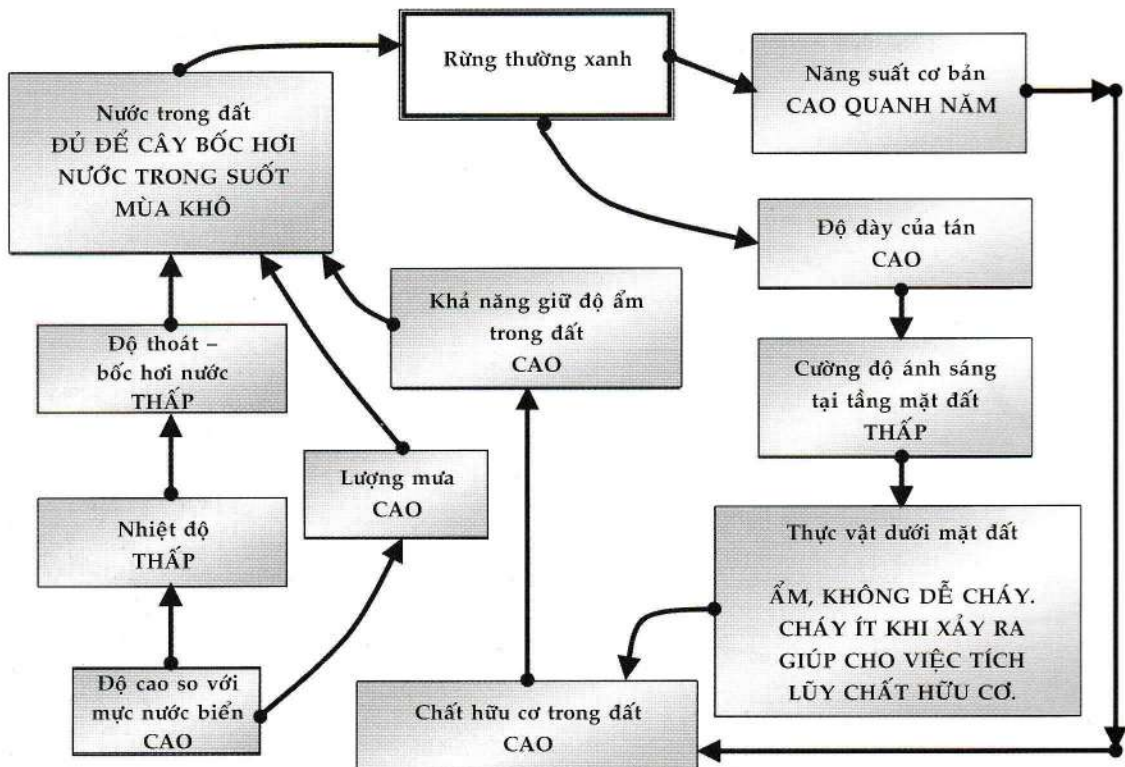 Rừng thường xanh
Năng suất cơ bản
CAO QUANH NĂM
Nước trong đất
ĐỦ ĐỂ CÂY BỐC HƠI
NƯỚC TRONG SUỐT
MÙA KHÔ
Độ dày của tán
CAO
Khả năng giữ độ ẩm
trong đất
CAO
Độ thoát –
bốc hơi nước
THẤP
Cường độ ánh sáng
tại tầng mặt đất
THẤP
Lượng mưa
CAO
Nhiệt độ
THẤP
Thực vật dưới mặt đất
ẨM, KHÔNG DỄ CHÁY.
CHÁY ÍT KHI XẢY RA
GIÚP CHO VIỆC TÍCH
LŨY CHẤT HỮU CƠ.
Độ cao so với
mực nước biển
CAO
Chất hữu cơ trong đất
CAO